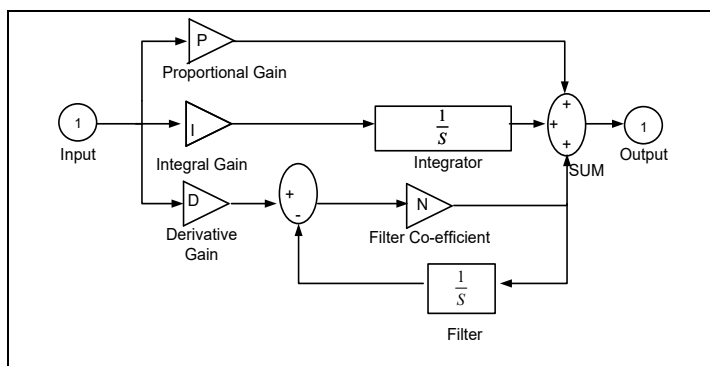 P
Proportional Gain
1
Input
I
Integral Gain
1
S
Integrator
+
+
+
SUM
1
Output
D
Derivative
Gain
+
-
N
Filter Co-efficient
1
S
Filter